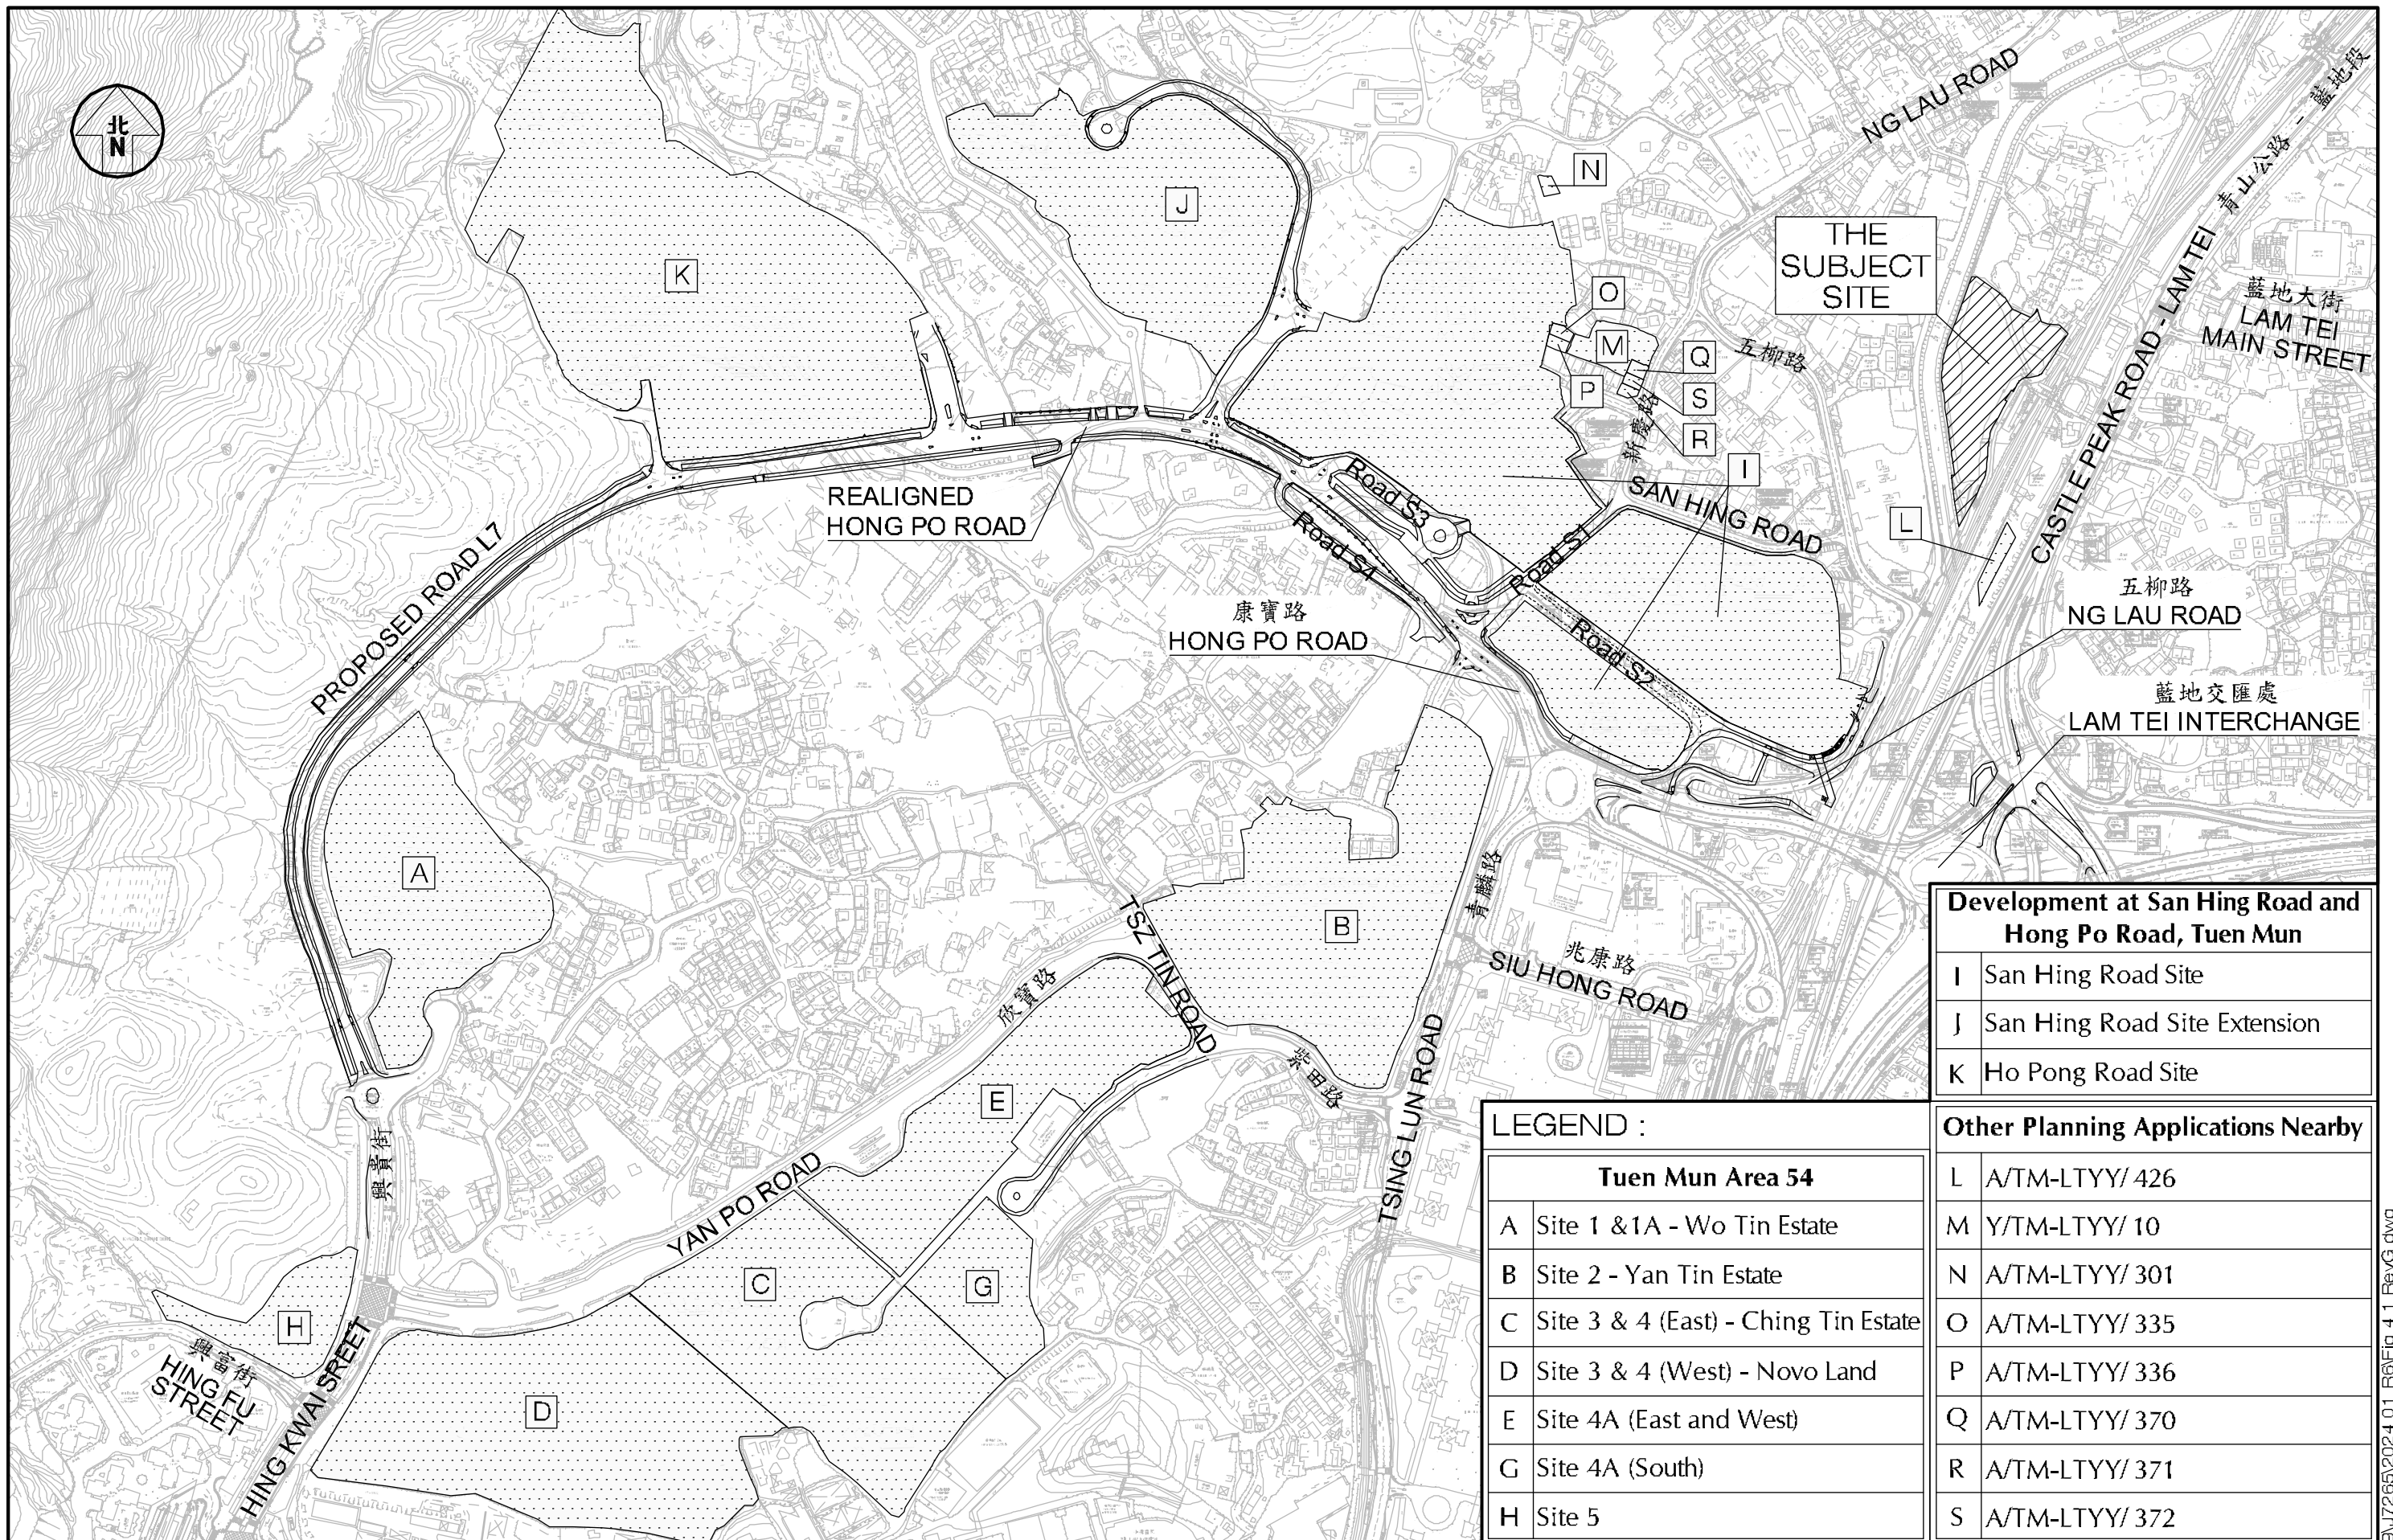 北
N
NG LAU ROAD
青山公路 - 藍地段
CASTLE PEAK ROAD - LAM TEI
藍地大街
LAM TEI
MAIN STREET
THE
SUBJECT
SITE
N
J
K
O
M
Q
P
S
R
五柳路
新慶路
I
SAN HING ROAD
L
REALIGNED
HONG PO ROAD
Road S3
Road S4
Road S1
Road S2
PROPOSED ROAD L7
康寶路
HONG PO ROAD
五柳路
NG LAU ROAD
藍地交匯處
LAM TEI INTERCHANGE
A
B
TSZ TIN ROAD
青麟路
兆康路
SIU HONG ROAD
欣寶路
紫田路
TSING LUN ROAD
E
YAN PO ROAD
興貴街
C
G
H
興富街
HING FU
STREET
HING KWAI SREET
D
Development at San Hing Road and
Hong Po Road, Tuen Mun
I San Hing Road Site
J San Hing Road Site Extension
K Ho Pong Road Site
LEGEND :
Tuen Mun Area 54
A Site 1 &1A - Wo Tin Estate
B Site 2 - Yan Tin Estate
C Site 3 & 4 (East) - Ching Tin Estate
D Site 3 & 4 (West) - Novo Land
E Site 4A (East and West)
G Site 4A (South)
H Site 5
Other Planning Applications Nearby
L A/TM-LTYY/ 426
M Y/TM-LTYY/ 10
N A/TM-LTYY/ 301
O A/TM-LTYY/ 335
P A/TM-LTYY/ 336
Q A/TM-LTYY/ 370
R A/TM-LTYY/ 371
S A/TM-LTYY/ 372